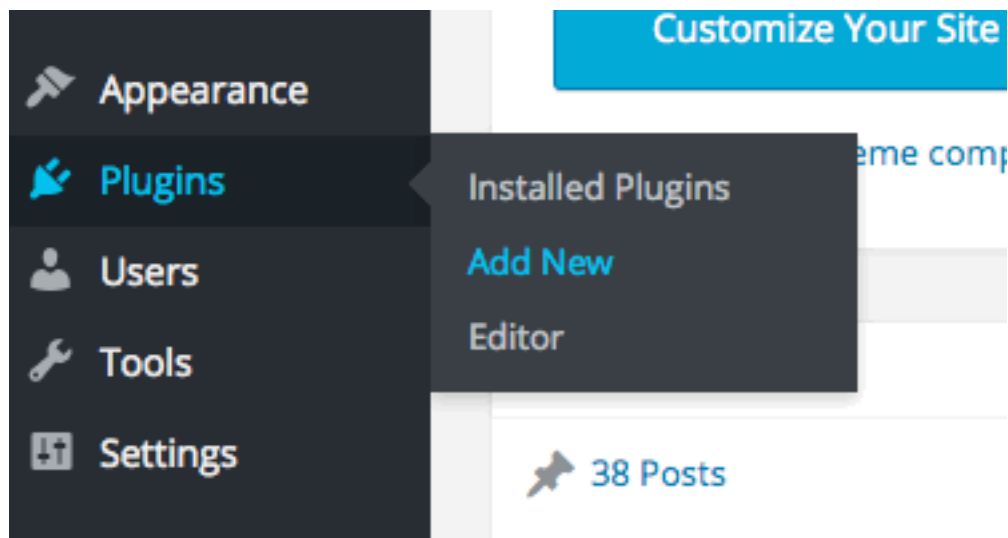 Customize Your Site
Appearance
Plugins
Installed Plugins
Add New
Editor
Users
Tools
Settings
38 Posts